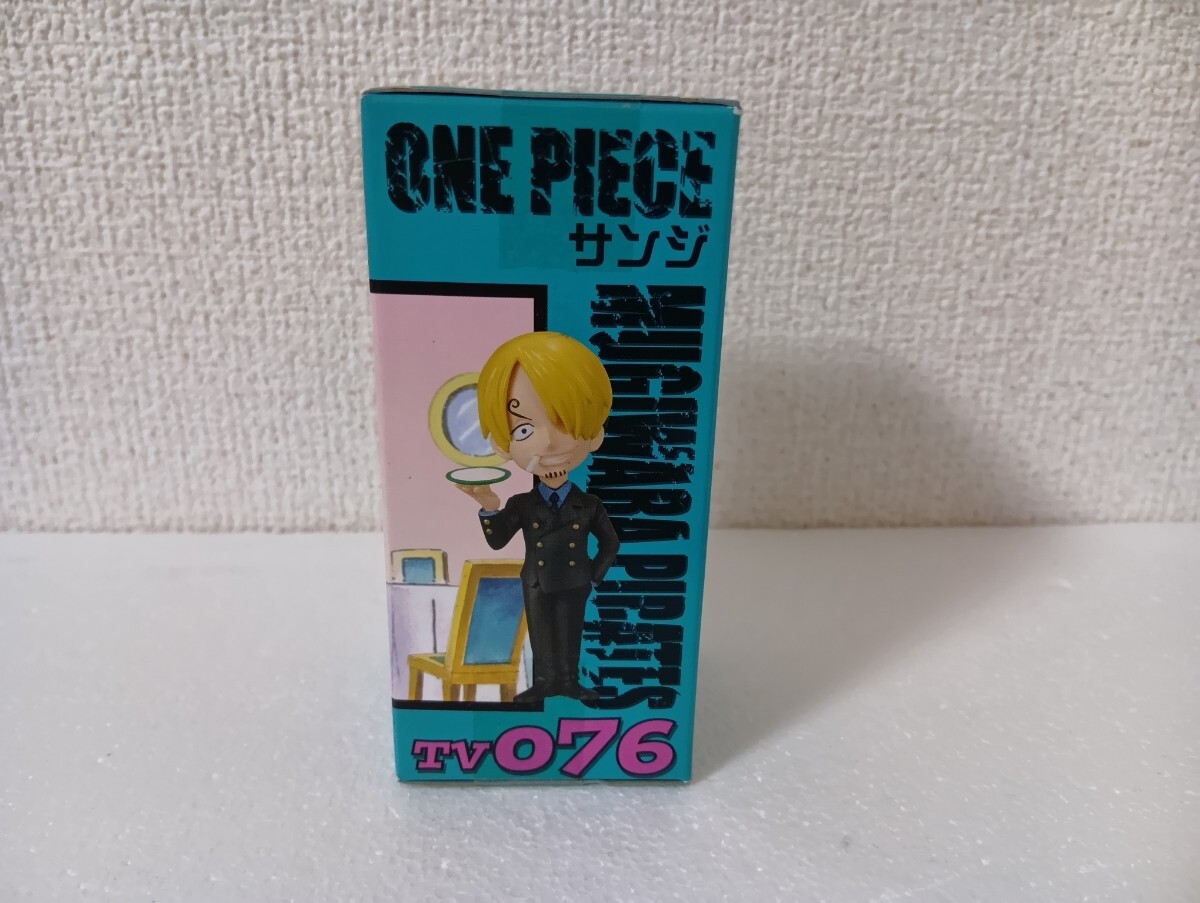 ONE PIECE
サンジ
MUGIWARA PIRATES
TV076